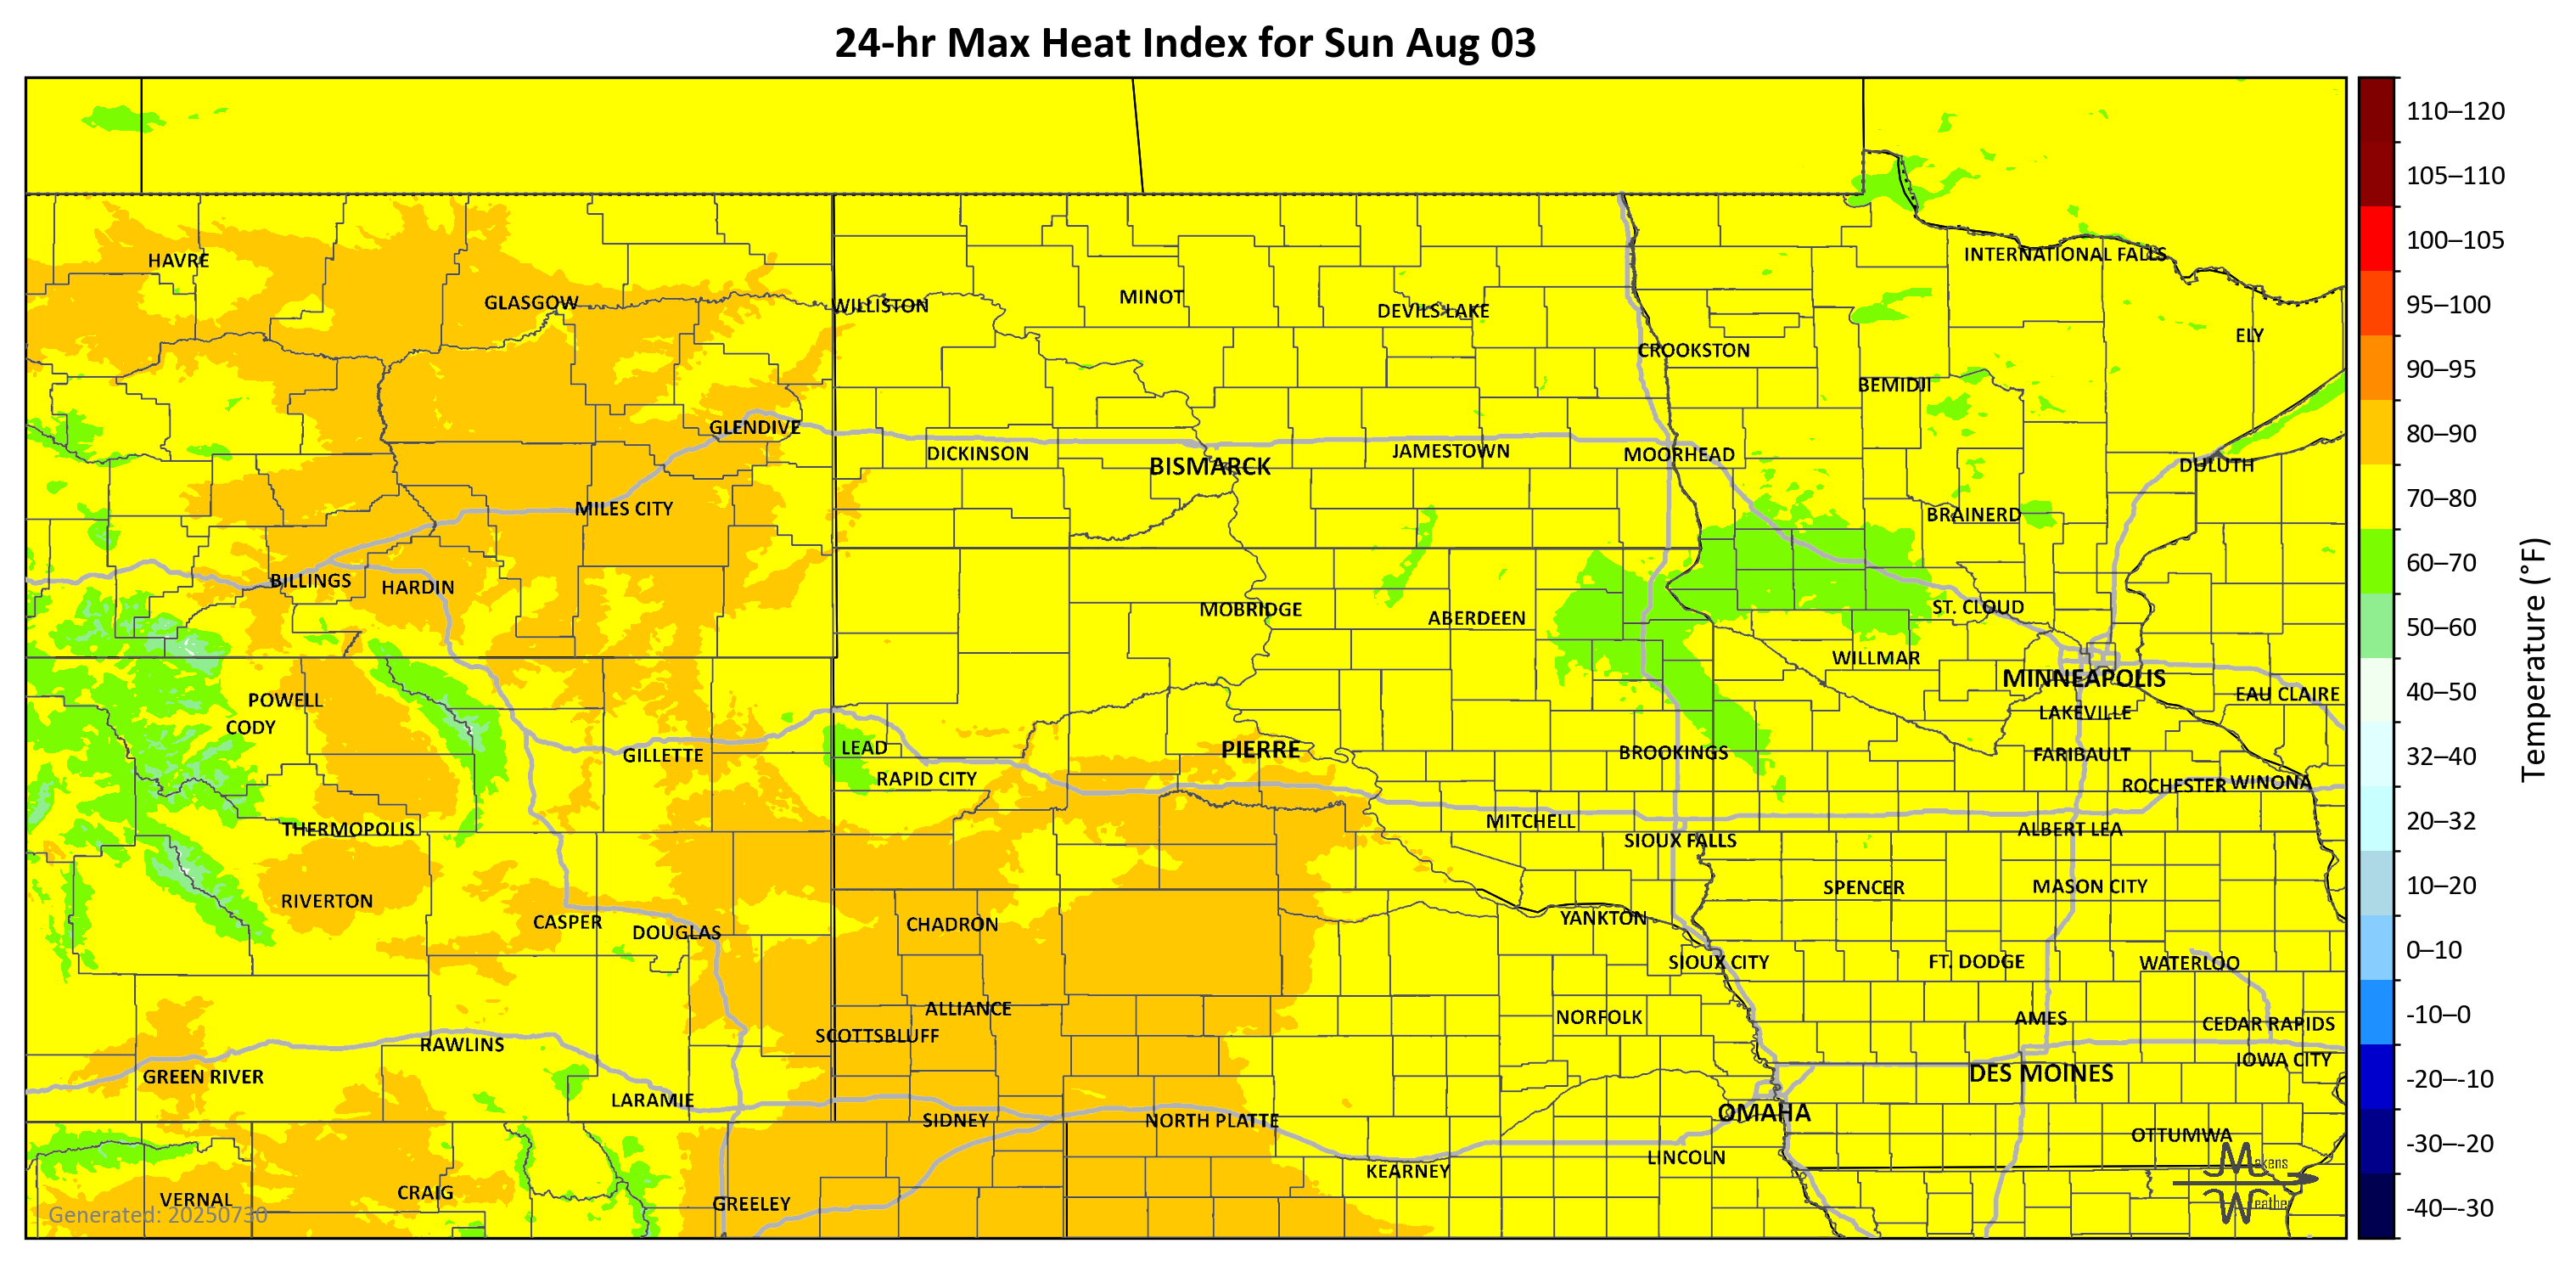 24-hr Max Heat Index for Sun Aug 03
110–120
105–110
100–105
95–100
90–95
80–90
70–80
60–70
50–60
40–50
32–40
20–32
10–20
0–10
-10–0
-20–-10
-30–-20
-40–-30
Temperature (°F)
INTERNATIONAL FALLS
HAVRE
MINOT
GLASGOW
WILLISTON
DEVILS LAKE
ELY
CROOKSTON
BEMIDJI
GLENDIVE
DICKINSON
JAMESTOWN
MOORHEAD
BISMARCK
DULUTH
MILES CITY
BRAINERD
BILLINGS
HARDIN
MOBRIDGE
ABERDEEN
ST. CLOUD
WILLMAR
MINNEAPOLIS
EAU CLAIRE
POWELL
LAKEVILLE
CODY
LEAD
PIERRE
BROOKINGS
FARIBAULT
GILLETTE
RAPID CITY
ROCHESTER
WINONA
THERMOPOLIS
MITCHELL
ALBERT LEA
SIOUX FALLS
SPENCER
MASON CITY
RIVERTON
CASPER
CHADRON
YANKTON
DOUGLAS
SIOUX CITY
FT. DODGE
WATERLOO
ALLIANCE
NORFOLK
AMES
CEDAR RAPIDS
SCOTTSBLUFF
RAWLINS
IOWA CITY
GREEN RIVER
DES MOINES
LARAMIE
OMAHA
SIDNEY
NORTH PLATTE
OTTUMWA
LINCOLN
KEARNEY
Makens
Weather
VERNAL
CRAIG
GREELEY
Generated: 20250730